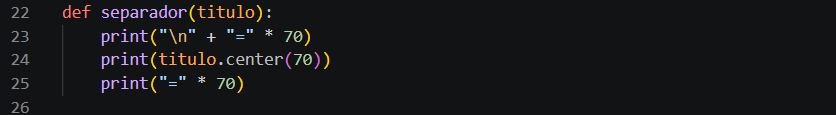 22 def separador(titulo):
23     print("\n" + "=" * 70)
24     print(titulo.center(70))
25     print("=" * 70)
26